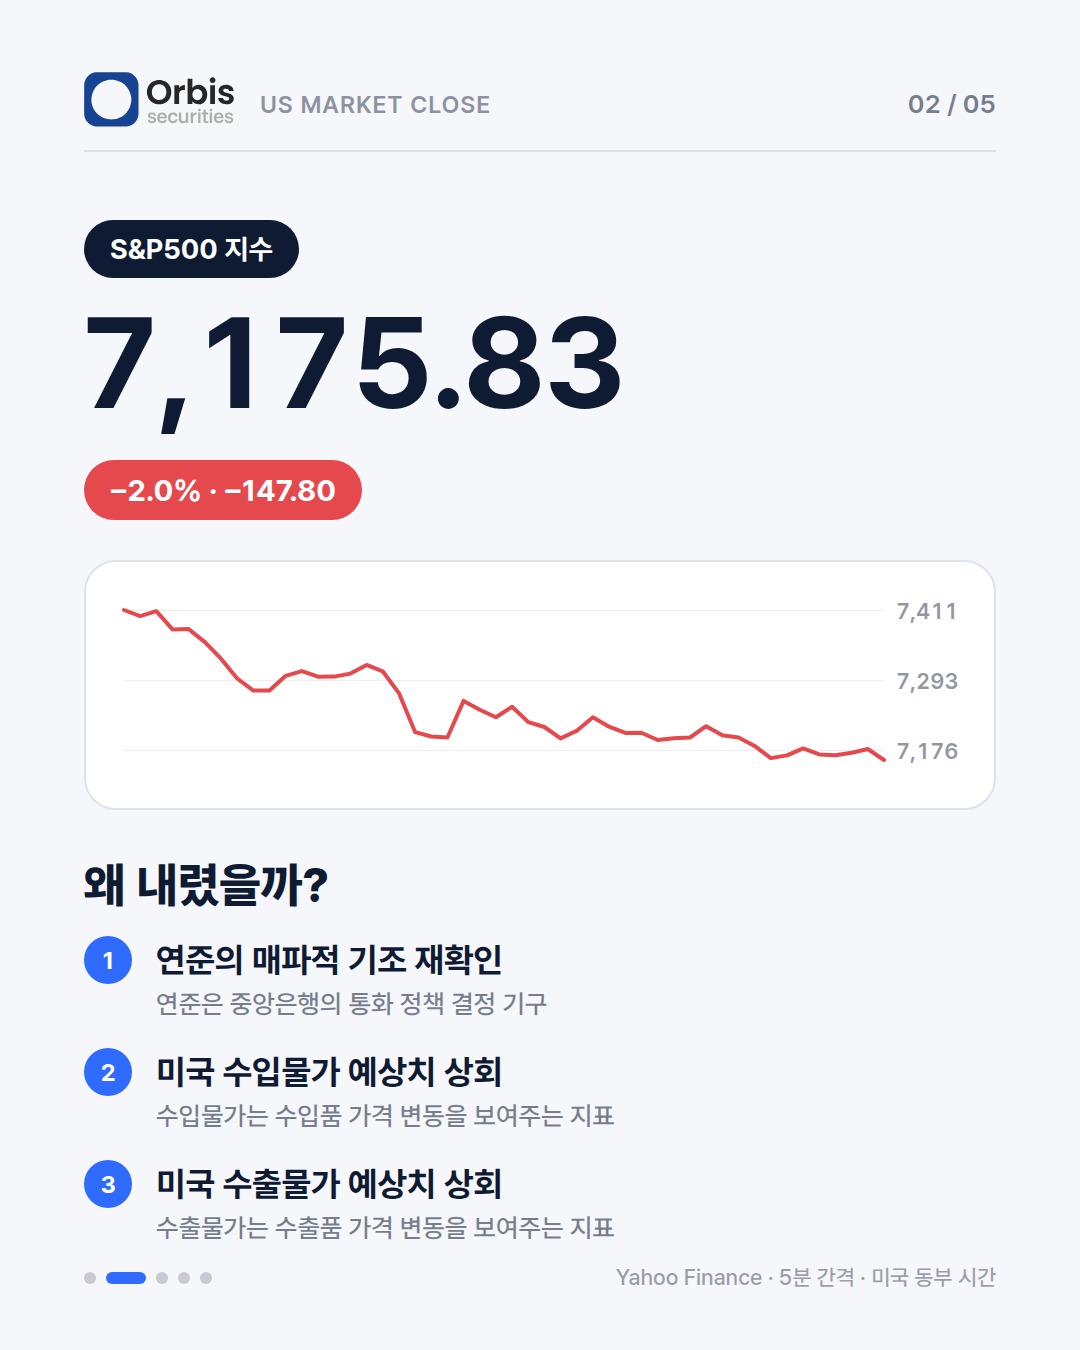 Orbis
securities
US MARKET CLOSE
02 / 05
S&P500 지수
7,175.83
−2.0% · −147.80
7,411
7,293
7,176
왜 내렸을까?
1
연준의 매파적 기조 재확인
연준은 중앙은행의 통화 정책 결정 기구
2
미국 수입물가 예상치 상회
수입물가는 수입품 가격 변동을 보여주는 지표
3
미국 수출물가 예상치 상회
수출물가는 수출품 가격 변동을 보여주는 지표
Yahoo Finance · 5분 간격 · 미국 동부 시간